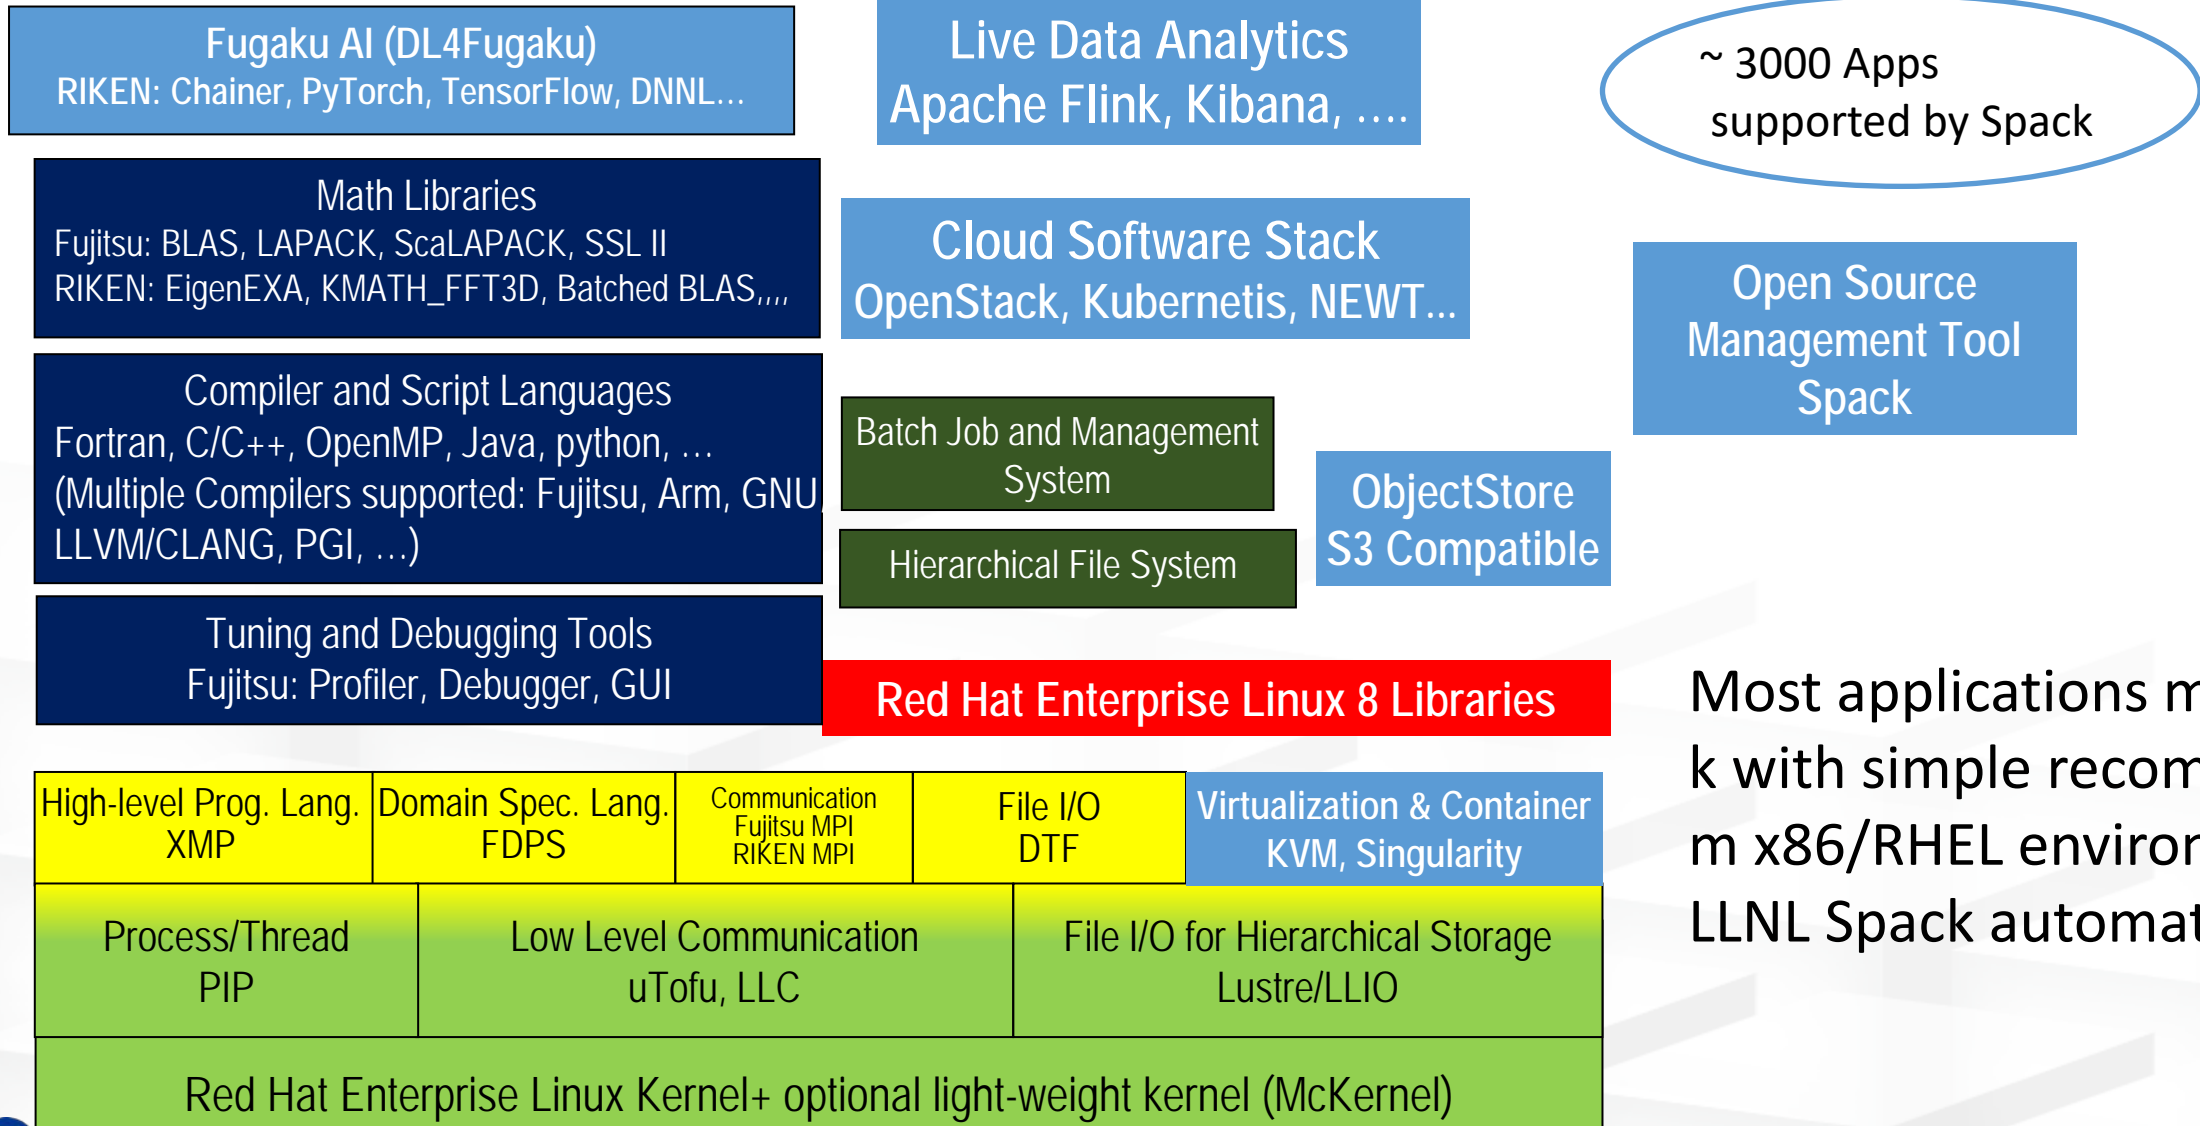 Fugaku AI (DL4Fugaku)
RIKEN: Chainer, PyTorch, TensorFlow, DNNL…
Live Data Analytics
Apache Flink, Kibana, ….
~ 3000 Apps
supported by Spack
Math Libraries
Fujitsu: BLAS, LAPACK, ScaLAPACK, SSL II
RIKEN: EigenEXA, KMATH_FFT3D, Batched BLAS,,,,
Cloud Software Stack
OpenStack, Kubernetis, NEWT...
Open Source
Management Tool
Spack
Compiler and Script Languages
Fortran, C/C++, OpenMP, Java, python, …
(Multiple Compilers supported: Fujitsu, Arm, GNU,
LLVM/CLANG, PGI, …)
Batch Job and Management
System
Hierarchical File System
ObjectStore
S3 Compatible
Tuning and Debugging Tools
Fujitsu: Profiler, Debugger, GUI
Red Hat Enterprise Linux 8 Libraries
Most applications
k with simple
m x86/RHEL
LLNL Spack
High-level Prog. Lang.
XMP
Domain Spec. Lang.
FDPS
Communication
Fujitsu MPI
RIKEN MPI
File I/O
DTF
Virtualization & Container
KVM, Singularity
Process/Thread
PIP
Low Level Communication
uTofu, LLC
File I/O for Hierarchical Storage
Lustre/LLIO
Red Hat Enterprise Linux Kernel+ optional light-weight kernel (McKernel)